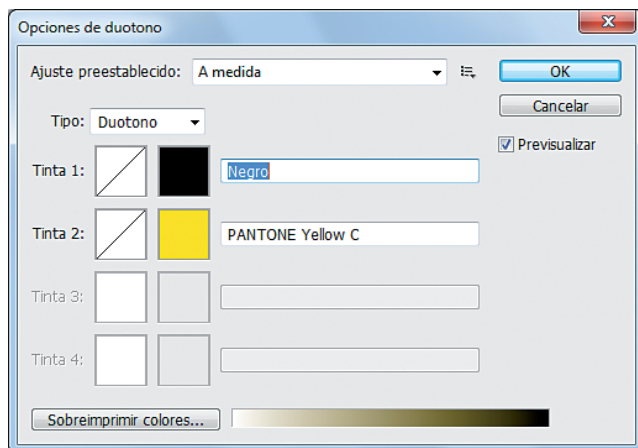 Opciones de duotono
Ajuste preestablecido: A medida
OK
Cancelar
Tipo: Duotono
Previsualizar
Tinta 1: Negro
Tinta 2: PANTONE Yellow C
Tinta 3:
Tinta 4:
Sobreimprimir colores...